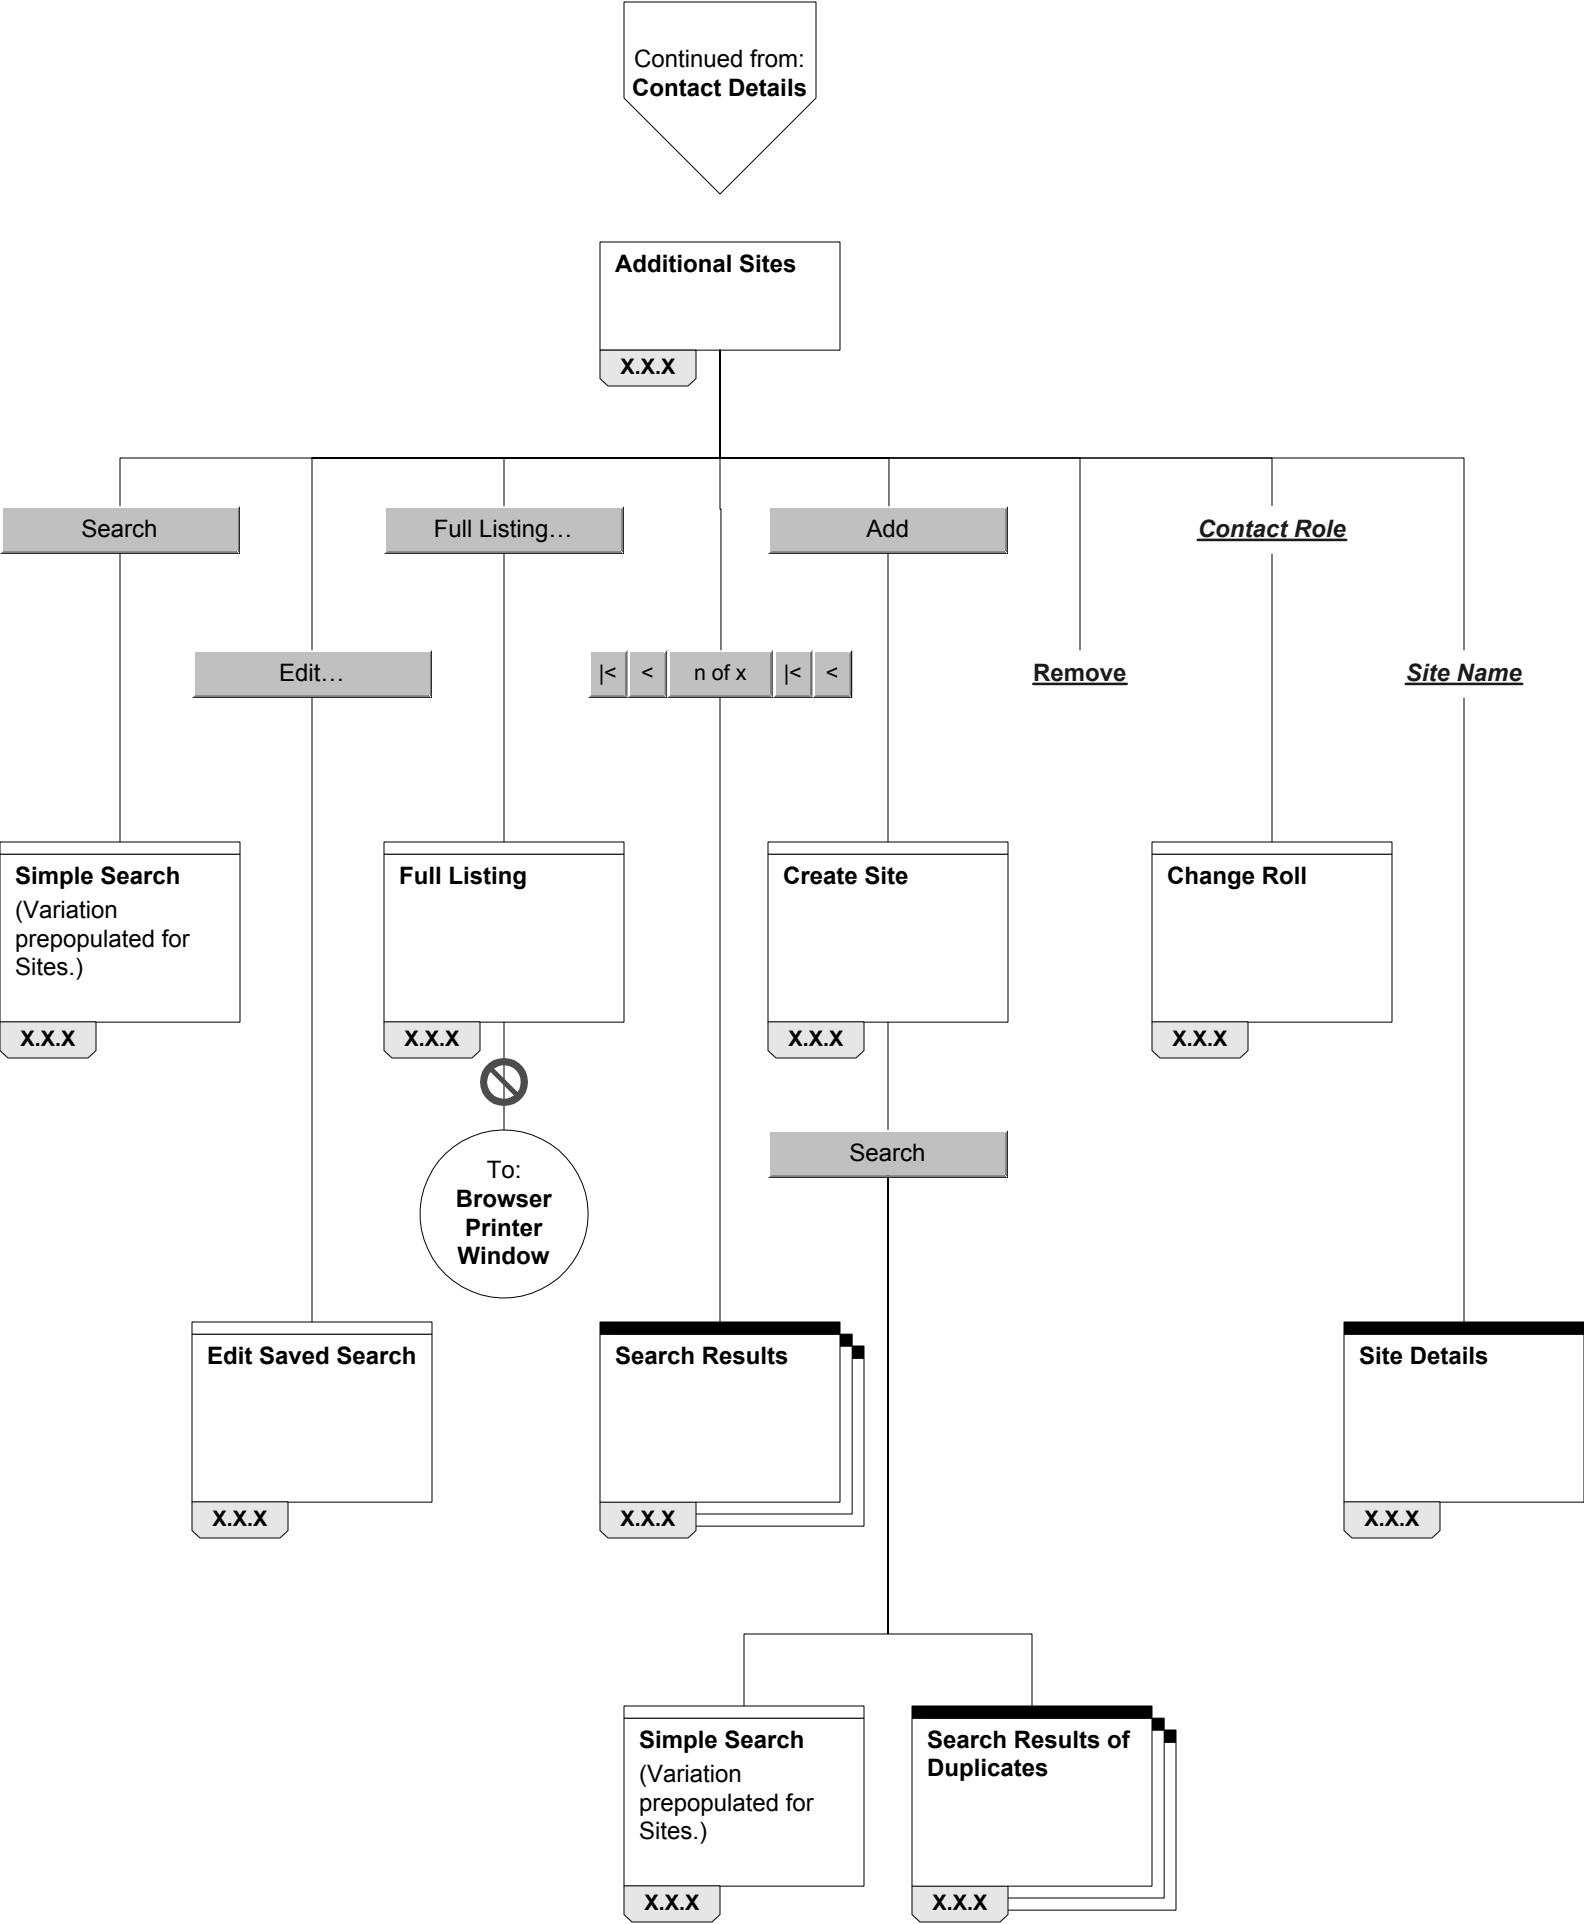 Continued from:
Contact Details
Additional Sites
X.X.X
Search
Full Listing…
Add
Contact Role
Edit…
|<
<
n of x
|<
<
Remove
Site Name
Simple Search
(Variation
prepopulated for
Sites.)
X.X.X
Full Listing
X.X.X
Create Site
X.X.X
Change Roll
X.X.X
To:
Browser
Printer
Window
Search
Edit Saved Search
X.X.X
Search Results
X.X.X
Site Details
X.X.X
Simple Search
(Variation
prepopulated for
Sites.)
X.X.X
Search Results of
Duplicates
X.X.X